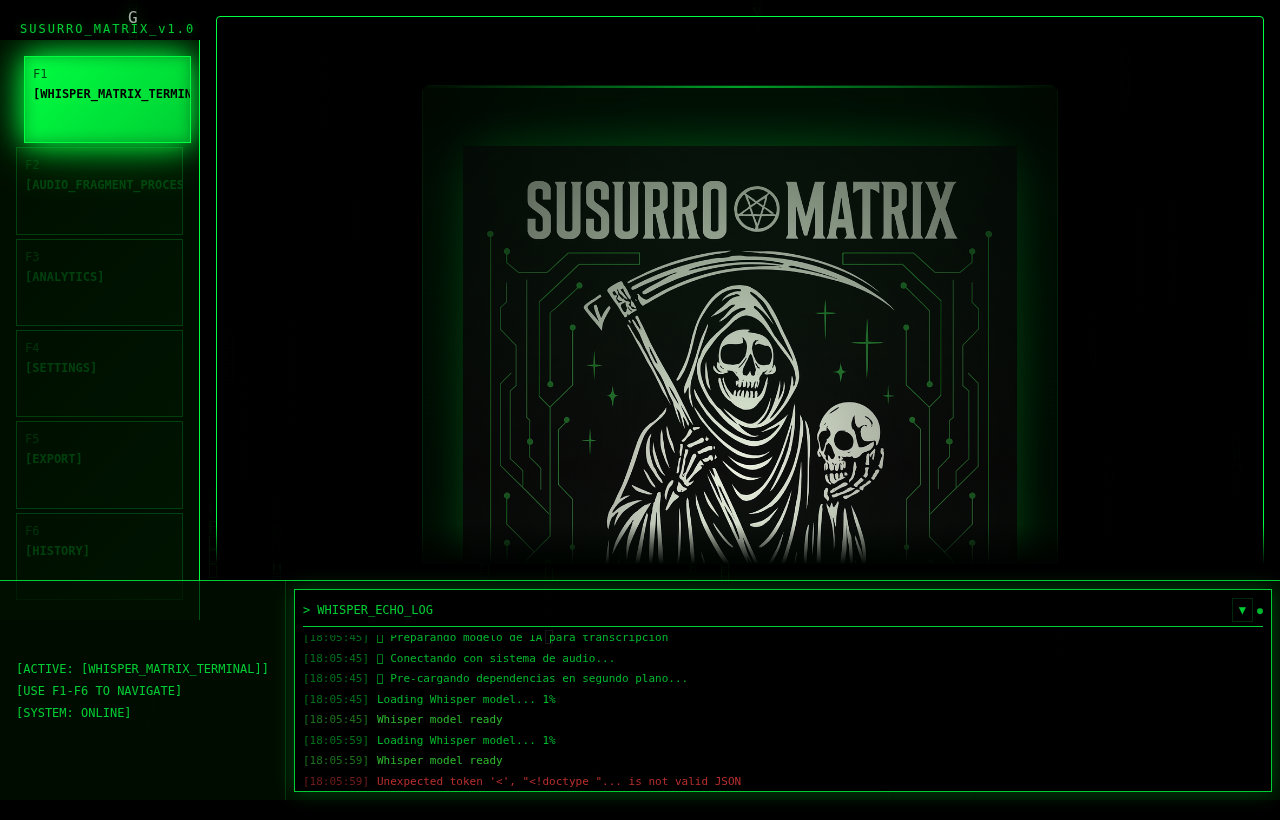 G
SUSURRO_MATRIX_v1.0
F1
[WHISPER_MATRIX_TERMIN
F2
[AUDIO_FRAGMENT_PROCES
F3
[ANALYTICS]
F4
[SETTINGS]
F5
[EXPORT]
F6
[HISTORY]
SUSURRO MATRIX
[ACTIVE: [WHISPER_MATRIX_TERMINAL]]
[USE F1-F6 TO NAVIGATE]
[SYSTEM: ONLINE]
> WHISPER_ECHO_LOG
[18:05:45] Preparando modelo de IA para transcripción
[18:05:45] Conectando con sistema de audio...
[18:05:45] Pre-cargando dependencias en segundo plano...
[18:05:45] Loading Whisper model... 1%
[18:05:45] Whisper model ready
[18:05:59] Loading Whisper model... 1%
[18:05:59] Whisper model ready
[18:05:59] Unexpected token '<', "<!doctype "... is not valid JSON